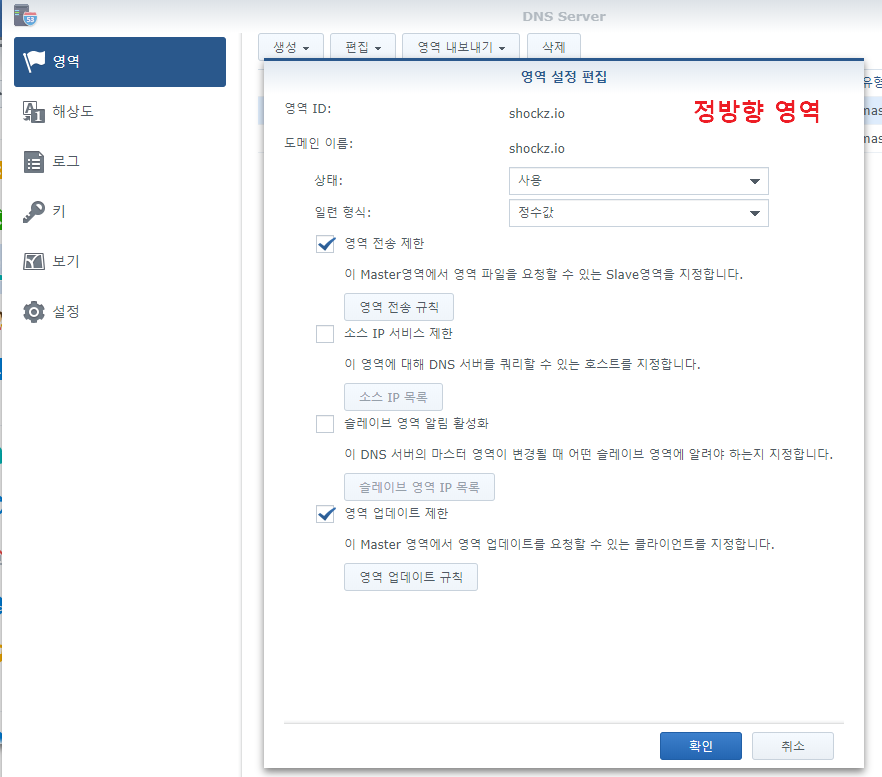 DNS Server
영역
해상도
로그
키
보기
설정
생성
편집
영역 내보내기
삭제
유형
mas
mas
영역 설정 편집
정방향 영역
영역 ID:
shockz.io
도메인 이름:
shockz.io
상태:
사용
일련 형식:
정수값
영역 전송 제한
이 Master영역에서 영역 파일을 요청할 수 있는 Slave영역을 지정합니다.
영역 전송 규칙
소스 IP 서비스 제한
이 영역에 대해 DNS 서버를 쿼리할 수 있는 호스트를 지정합니다.
소스 IP 목록
슬레이브 영역 알림 활성화
이 DNS 서버의 마스터 영역이 변경될 때 어떤 슬레이브 영역에 알려야 하는지 지정합니다.
슬레이브 영역 IP 목록
영역 업데이트 제한
이 Master 영역에서 영역 업데이트를 요청할 수 있는 클라이언트를 지정합니다.
영역 업데이트 규칙
확인
취소